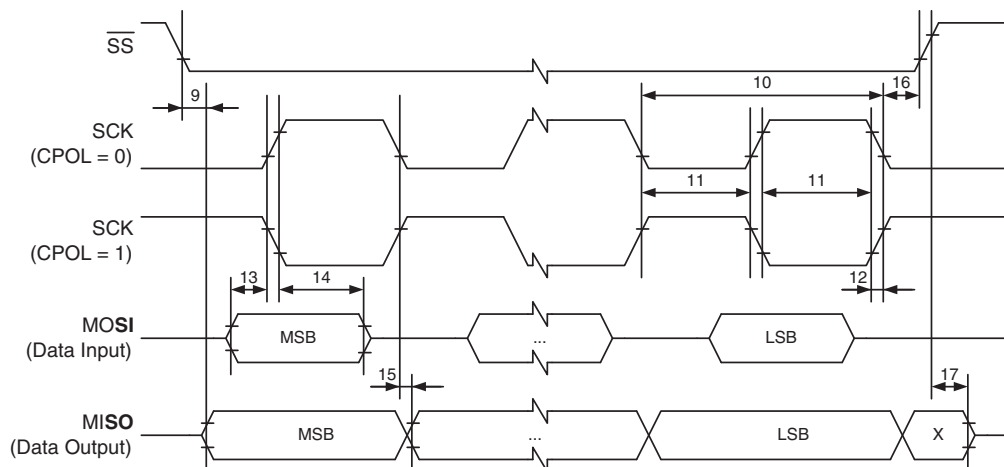 SS
10
16
9
SCK
(CPOL = 0)
11
11
SCK
(CPOL = 1)
13
14
12
MOSI
(Data Input)
MSB
...
LSB
15
17
MISO
(Data Output)
MSB
...
LSB
X